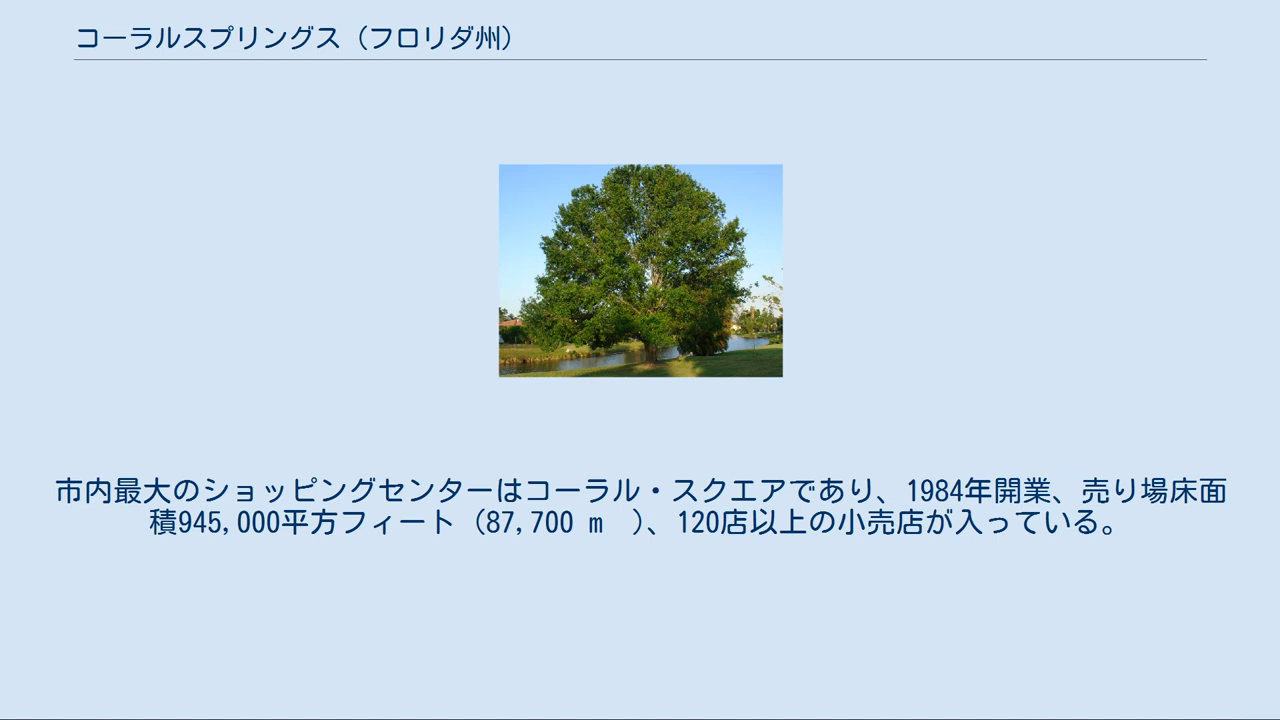 コーラルスプリングス（フロリダ州）
市内最大のショッピングセンターはコーラル・スクエアであり、1984年開業、売り場床面
積945,000平方フィート（87,700 m　）、120店以上の小売店が入っている。